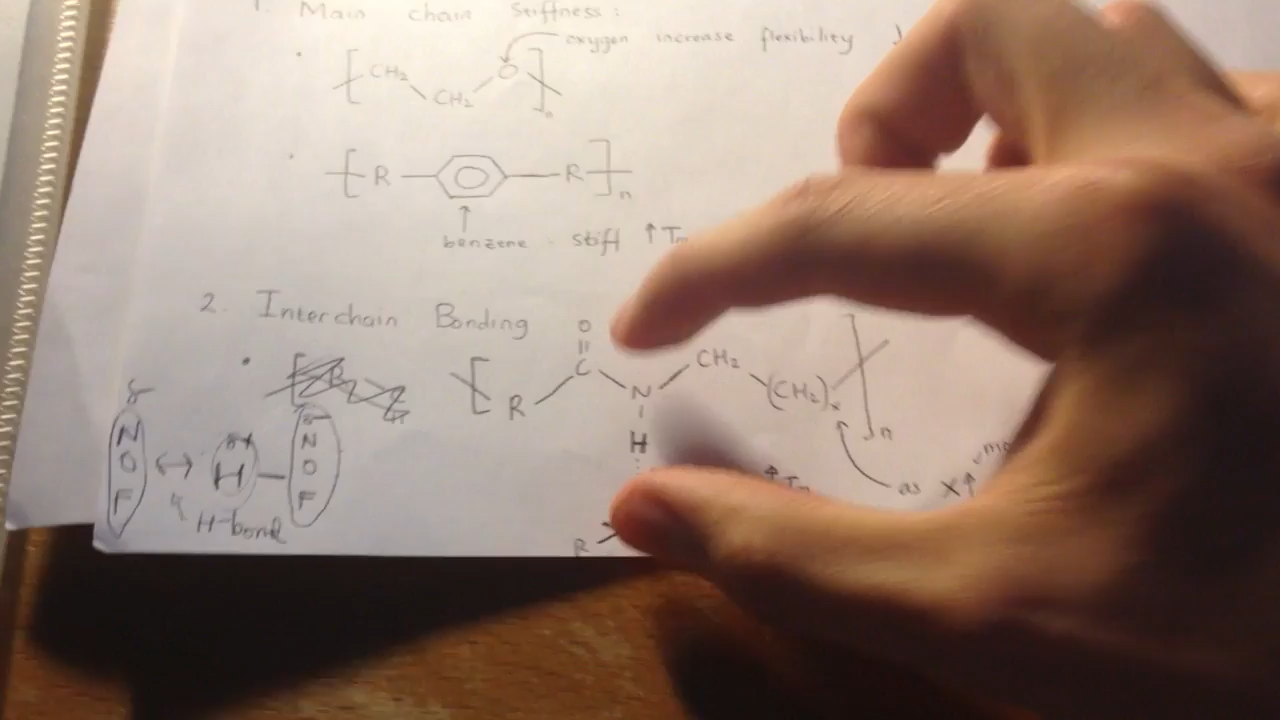 1. Main chain Stiffness:
oxygen increase flexibility
CH₂ CH₂ O n
R R n
benzene stiff ↑Tm
2. Interchain Bonding
O
C
R N CH₂ (CH₂)x n
H
δ- N O F ↔ δ+ H δ- N O F
H-bond
↑Tm
as X↑
R